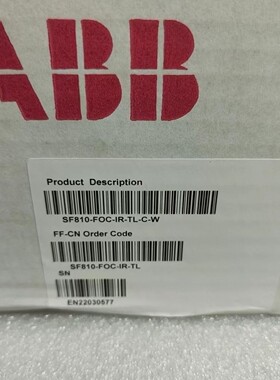 ABB
Product Description
SF810-FOC-IR-TL-C-W
FF-CN Order Code
SF810-FOC-IR-TL
SN
EN22030577